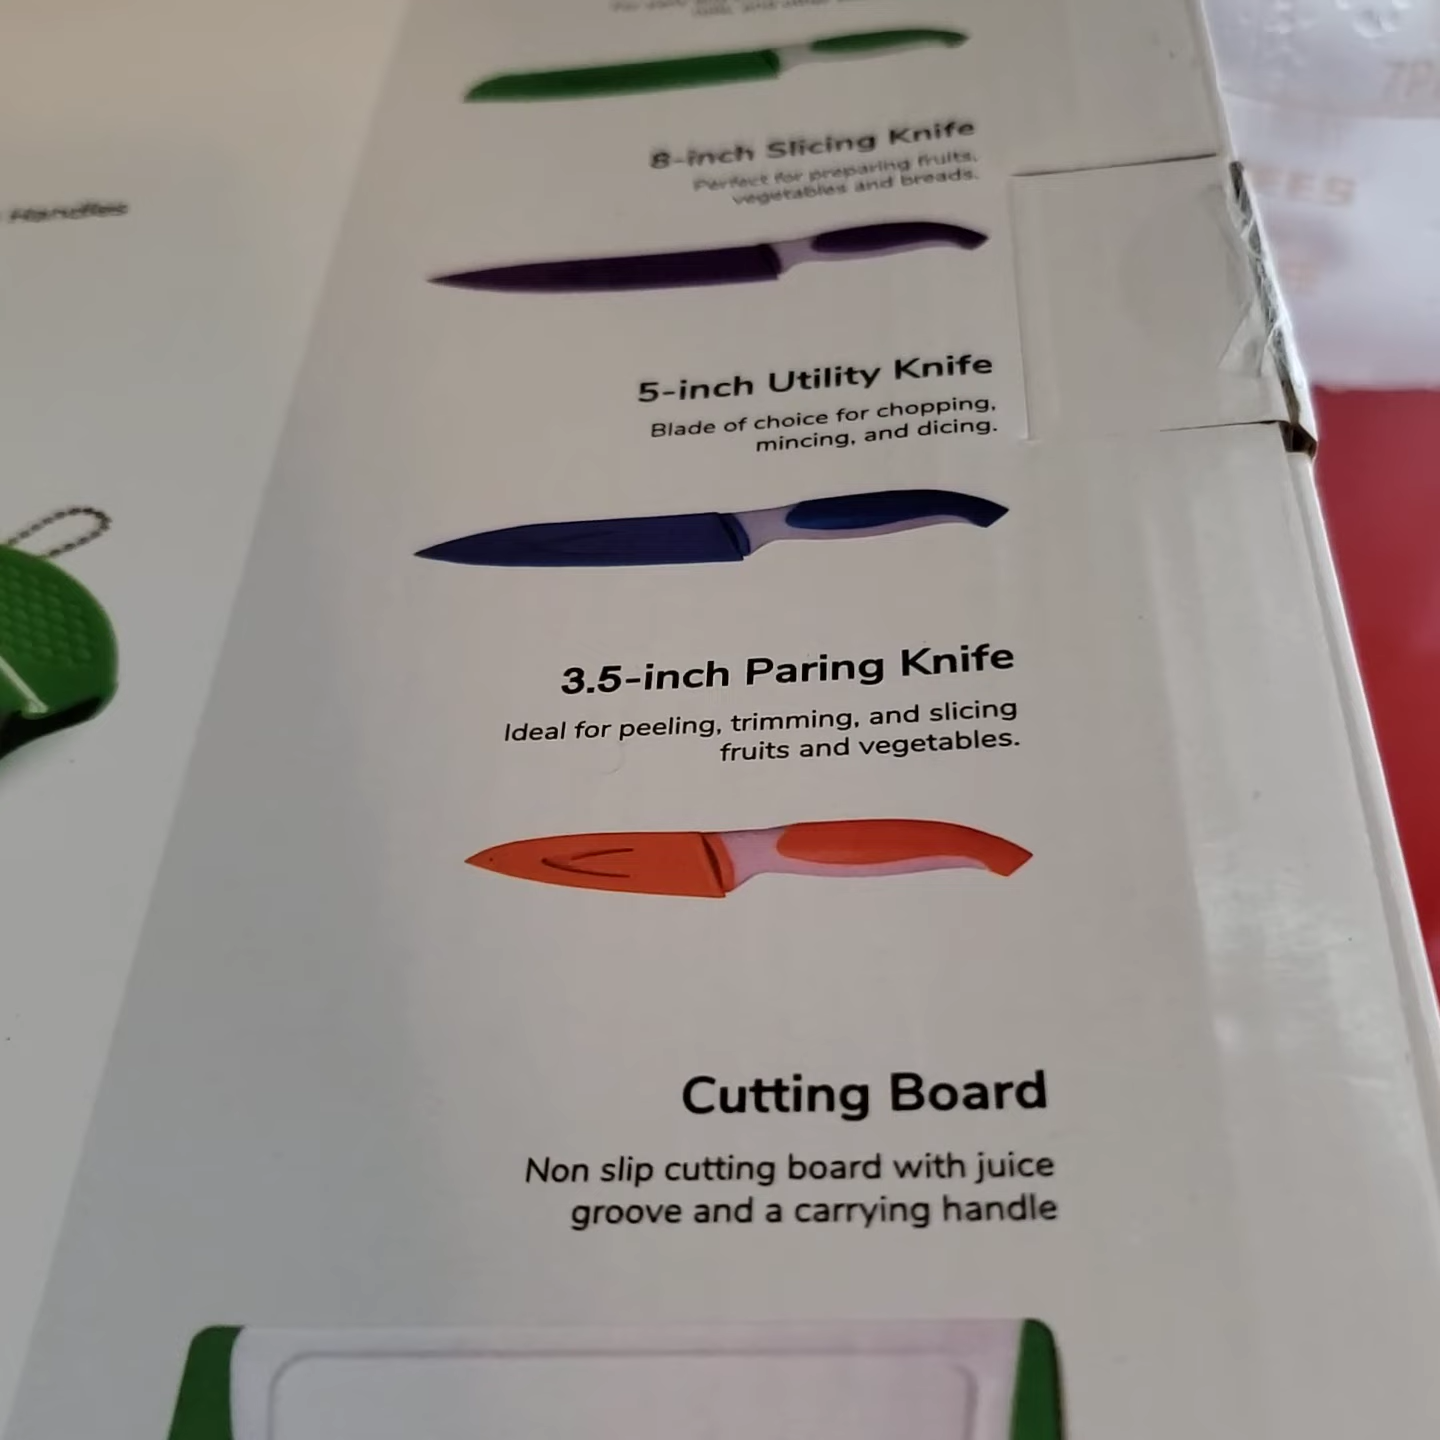 Handles
8-inch Slicing Knife
Perfect for preparing fruits,
vegetables and breads.
5-inch Utility Knife
Blade of choice for chopping,
mincing, and dicing.
3.5-inch Paring Knife
Ideal for peeling, trimming, and slicing
fruits and vegetables.
Cutting Board
Non slip cutting board with juice
groove and a carrying handle